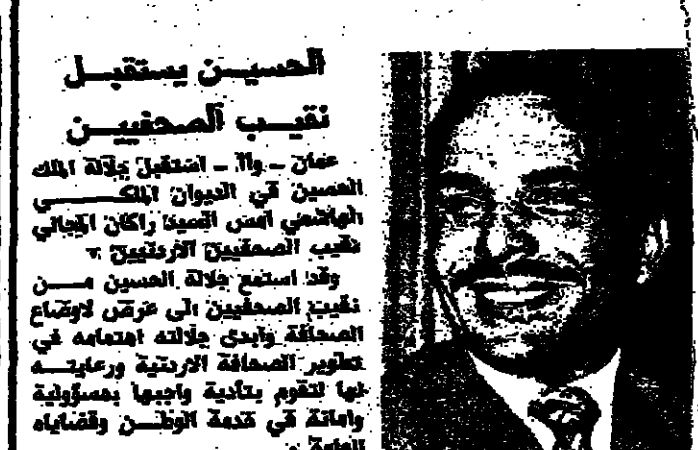 الحسين يستقبل
نقيب الصحفيين
عمان - وا - استقبل جلالة الملك
الحسين في الديوان الملكي
الهاشمي امس السيد راكان المجالي
نقيب الصحفيين الاردنيين .
وقد استمع جلالة الحسين من
نقيب الصحفيين الى عرض لاوضاع
الصحافة وابدى جلالته اهتمامه في
تطوير الصحافة الاردنية ورعايته
لها لتقوم بتأدية واجبها بمسؤولية
وامانة في خدمة الوطن وقضاياه